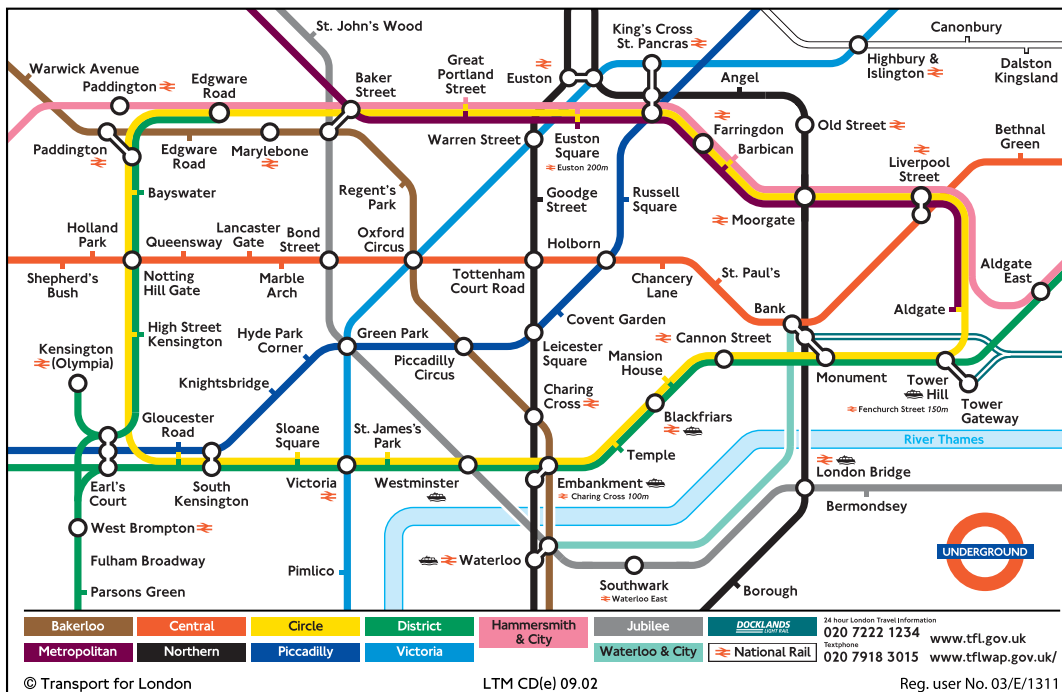 St. John's Wood
King's Cross
St. Pancras
Canonbury
Warwick Avenue
Paddington
Edgware
Road
Baker
Street
Great
Portland
Street
Euston
Angel
Highbury &
Islington
Dalston
Kingsland
Paddington
Edgware
Road
Marylebone
Warren Street
Euston
Square
Euston 200m
Farringdon
Barbican
Old Street
Bethnal
Green
Liverpool
Street
Bayswater
Regent's
Park
Goodge
Street
Russell
Square
Moorgate
Holland
Park
Queensway
Lancaster
Gate
Bond
Street
Oxford
Circus
Holborn
Shepherd's
Bush
Notting
Hill Gate
Marble
Arch
Tottenham
Court Road
Chancery
Lane
St. Paul's
Aldgate
East
Bank
Aldgate
High Street
Kensington
Hyde Park
Corner
Green Park
Covent Garden
Cannon Street
Kensington
(Olympia)
Piccadilly
Circus
Leicester
Square
Mansion
House
Monument
Tower
Hill
Fenchurch Street 150m
Tower
Gateway
Knightsbridge
Charing
Cross
Blackfriars
Gloucester
Road
Sloane
Square
St. James's
Park
Temple
River Thames
Earl's
Court
South
Kensington
Victoria
Westminster
Embankment
Charing Cross 100m
London Bridge
Bermondsey
West Brompton
Fulham Broadway
Parsons Green
Pimlico
Waterloo
Southwark
Waterloo East
Borough
UNDERGROUND
Bakerloo
Central
Circle
District
Hammersmith
& City
Jubilee
DOCKLANDS
LIGHT RAIL
24 hour London Travel Information
020 7222 1234
www.tfl.gov.uk
Metropolitan
Northern
Piccadilly
Victoria
Waterloo & City
National Rail
Textphone
020 7918 3015
www.tflwap.gov.uk/
© Transport for London
LTM CD(e) 09.02
Reg. user No. 03/E/1311